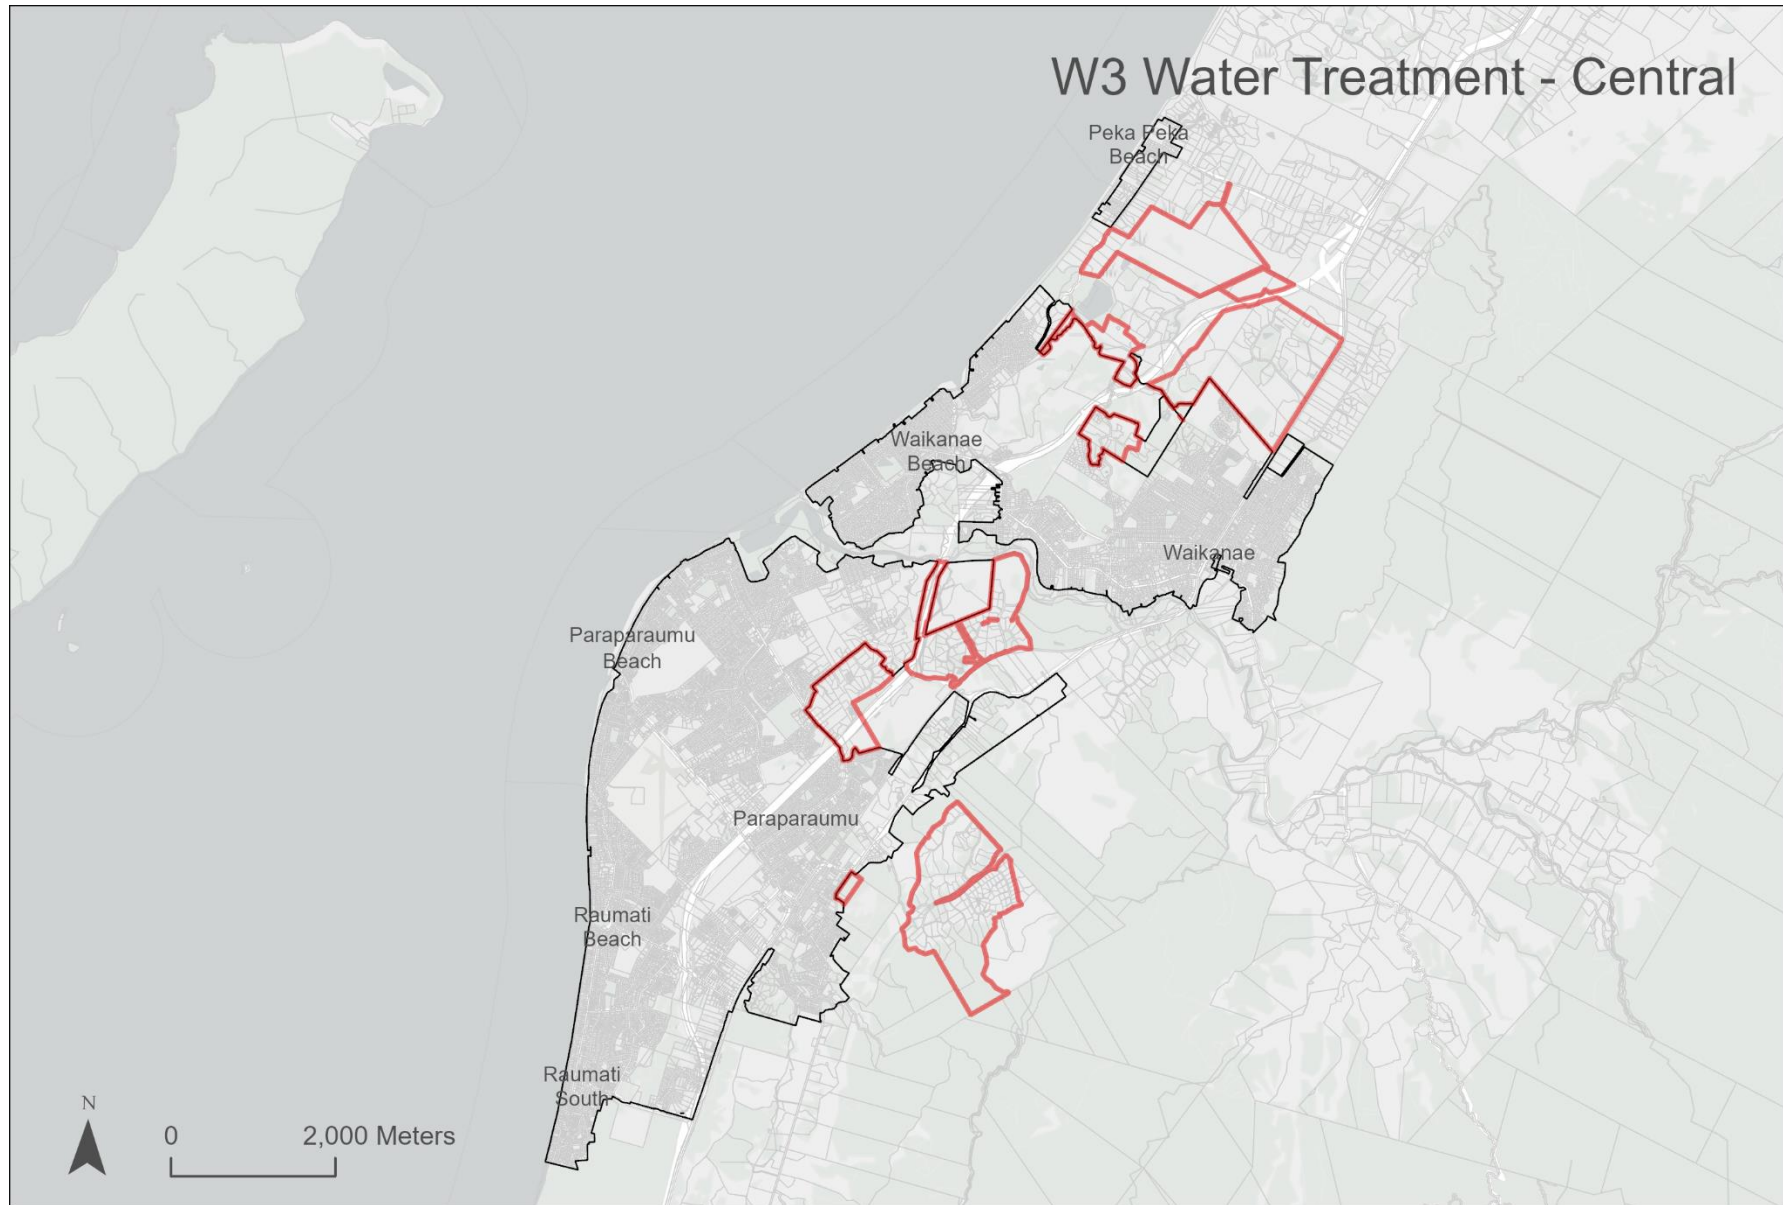 W3 Water Treatment - Central
Peka Peka
Beach
Waikanae
Beach
Waikanae
Paraparaumu
Beach
Paraparaumu
Raumati
Beach
Raumati
South
N
0 2,000 Meters